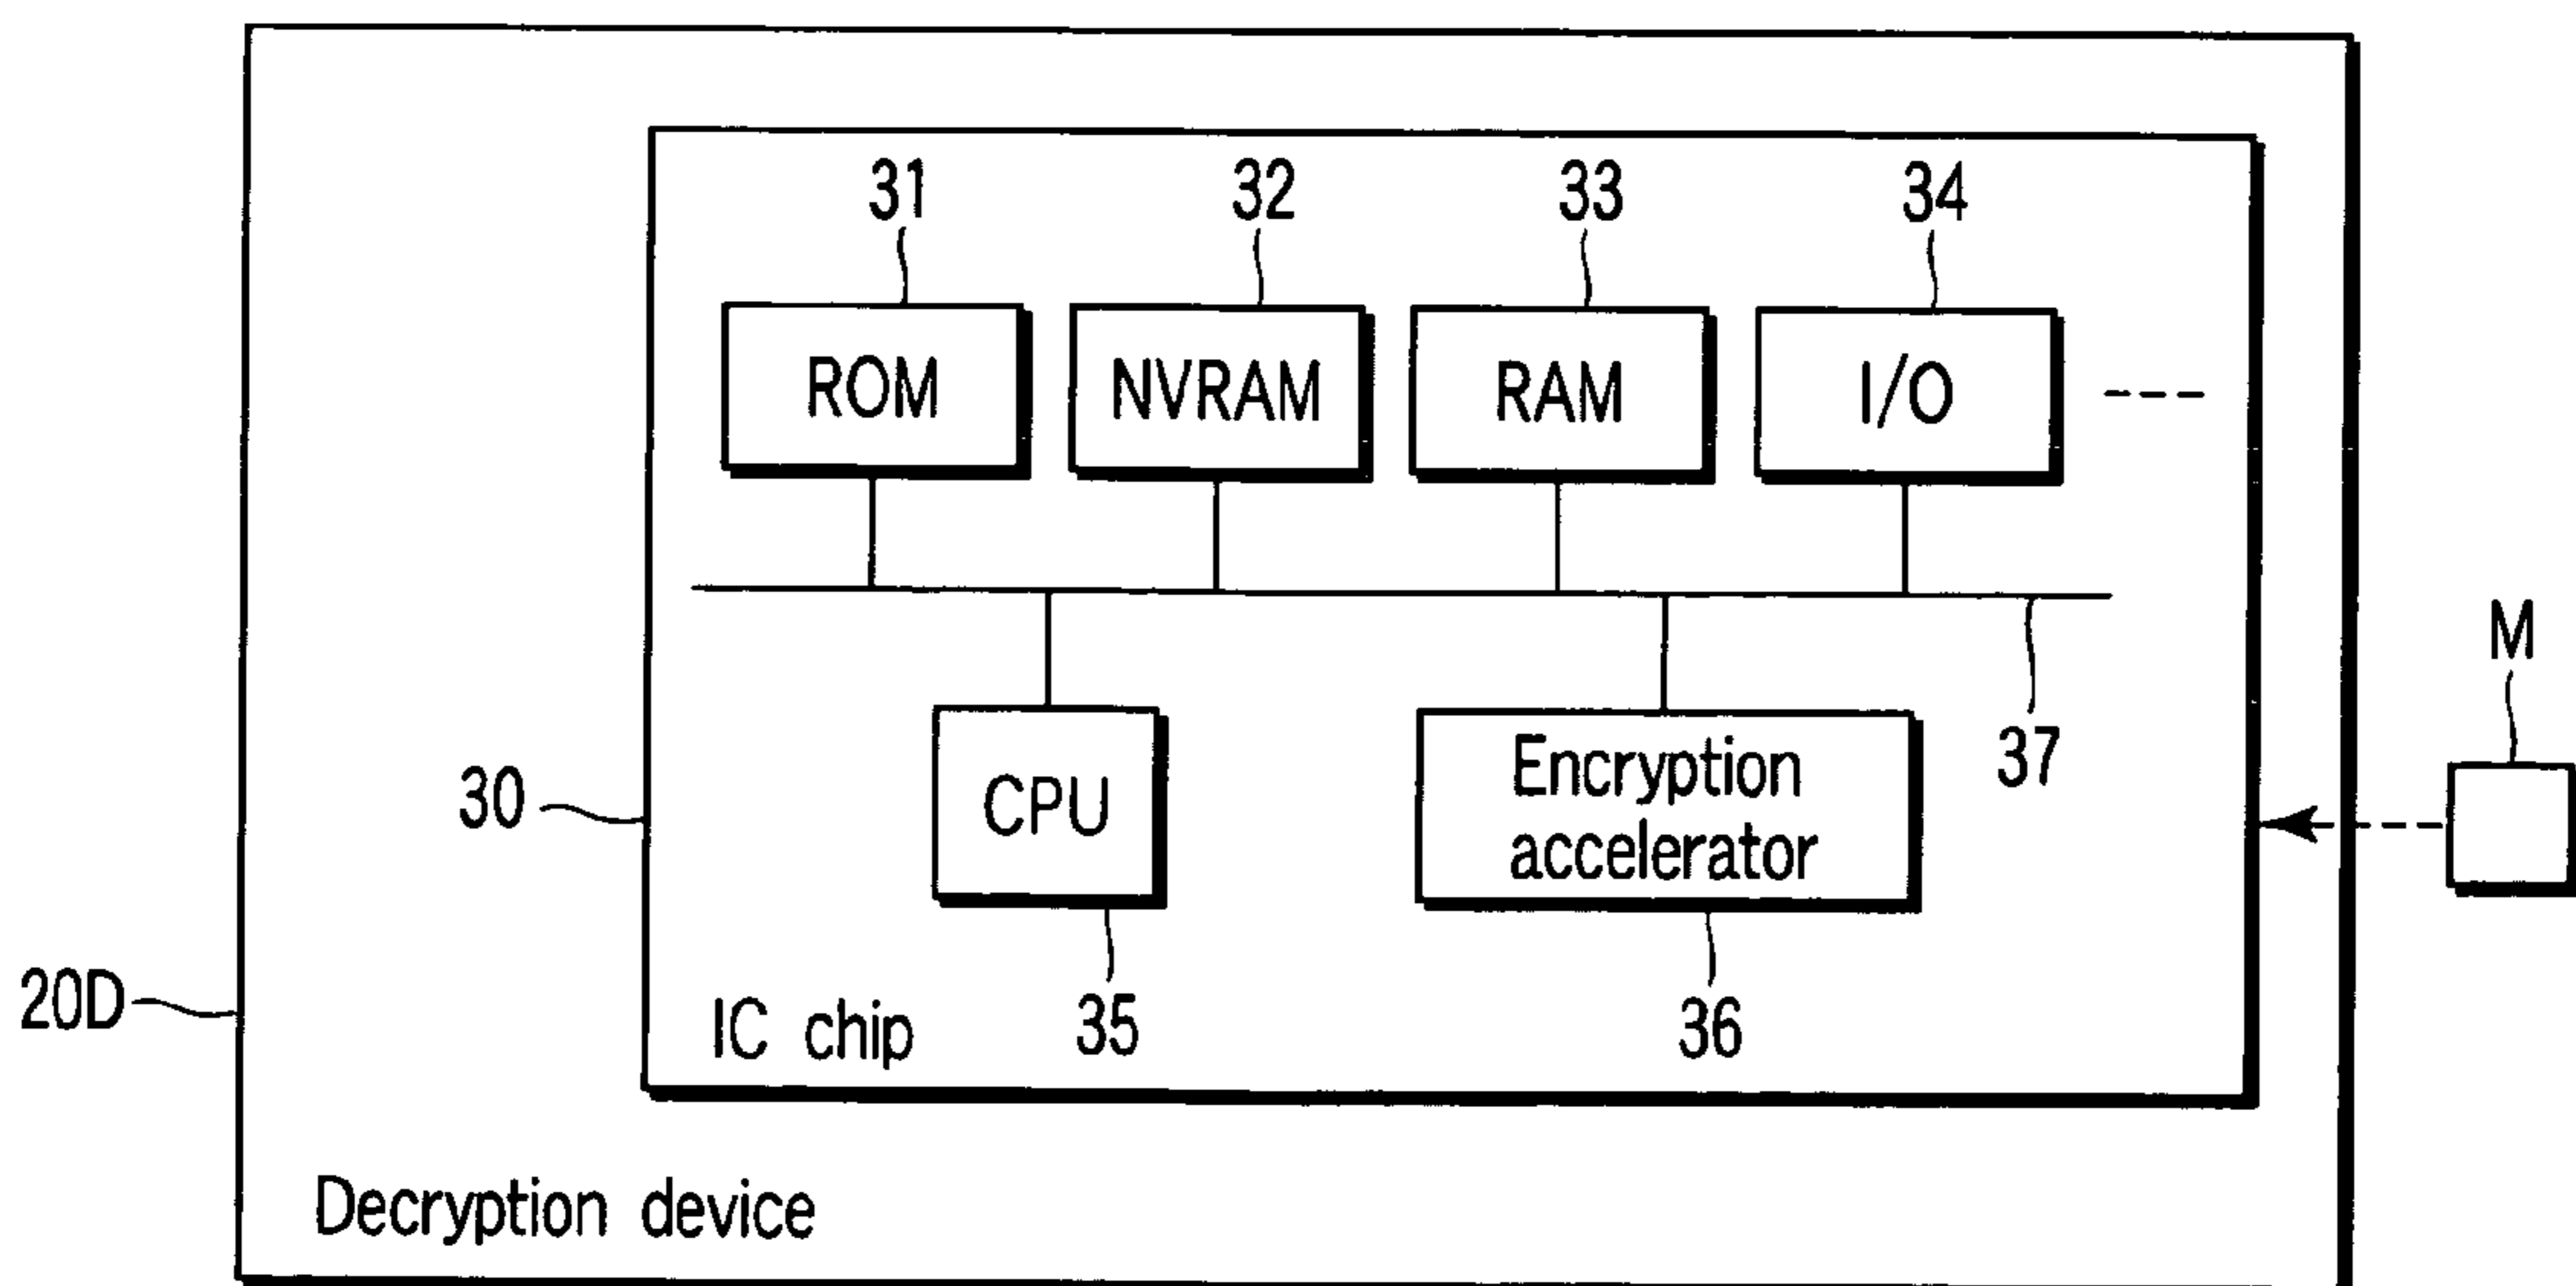 31 32 33 34
ROM NVRAM RAM I/O
M
37
30 CPU Encryption
accelerator
20D
IC chip 35 36
Decryption device